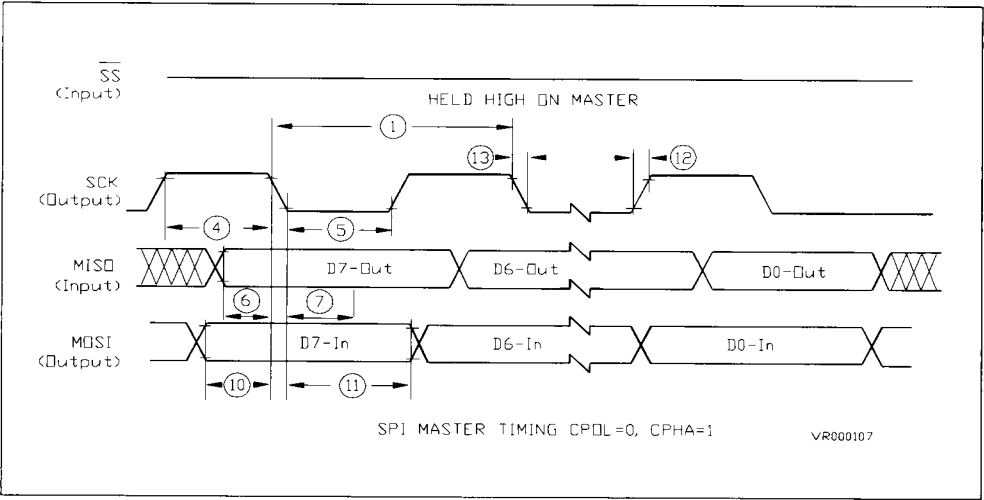 SS
(Input)
HELD HIGH ON MASTER
1
13
12
SCK
(Output)
4
5
MISO
(Input)
D7-Out
D6-Out
D0-Out
6
7
MOSI
(Output)
D7-In
D6-In
D0-In
10
11
SPI MASTER TIMING CPOL=0, CPHA=1
VR000107